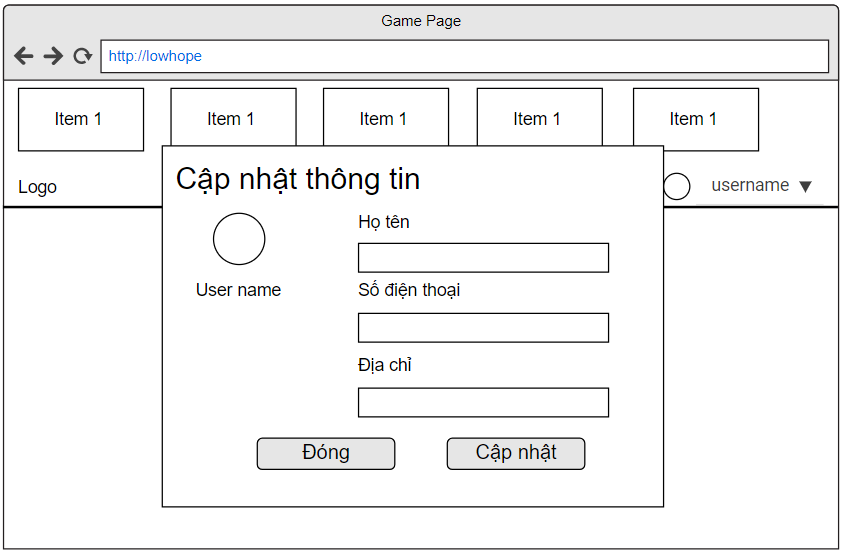 Game Page
http://lowhope
Item 1
Item 1
Item 1
Item 1
Item 1
Logo
username
Cập nhật thông tin
User name
Họ tên
Số điện thoại
Địa chỉ
Đóng
Cập nhật